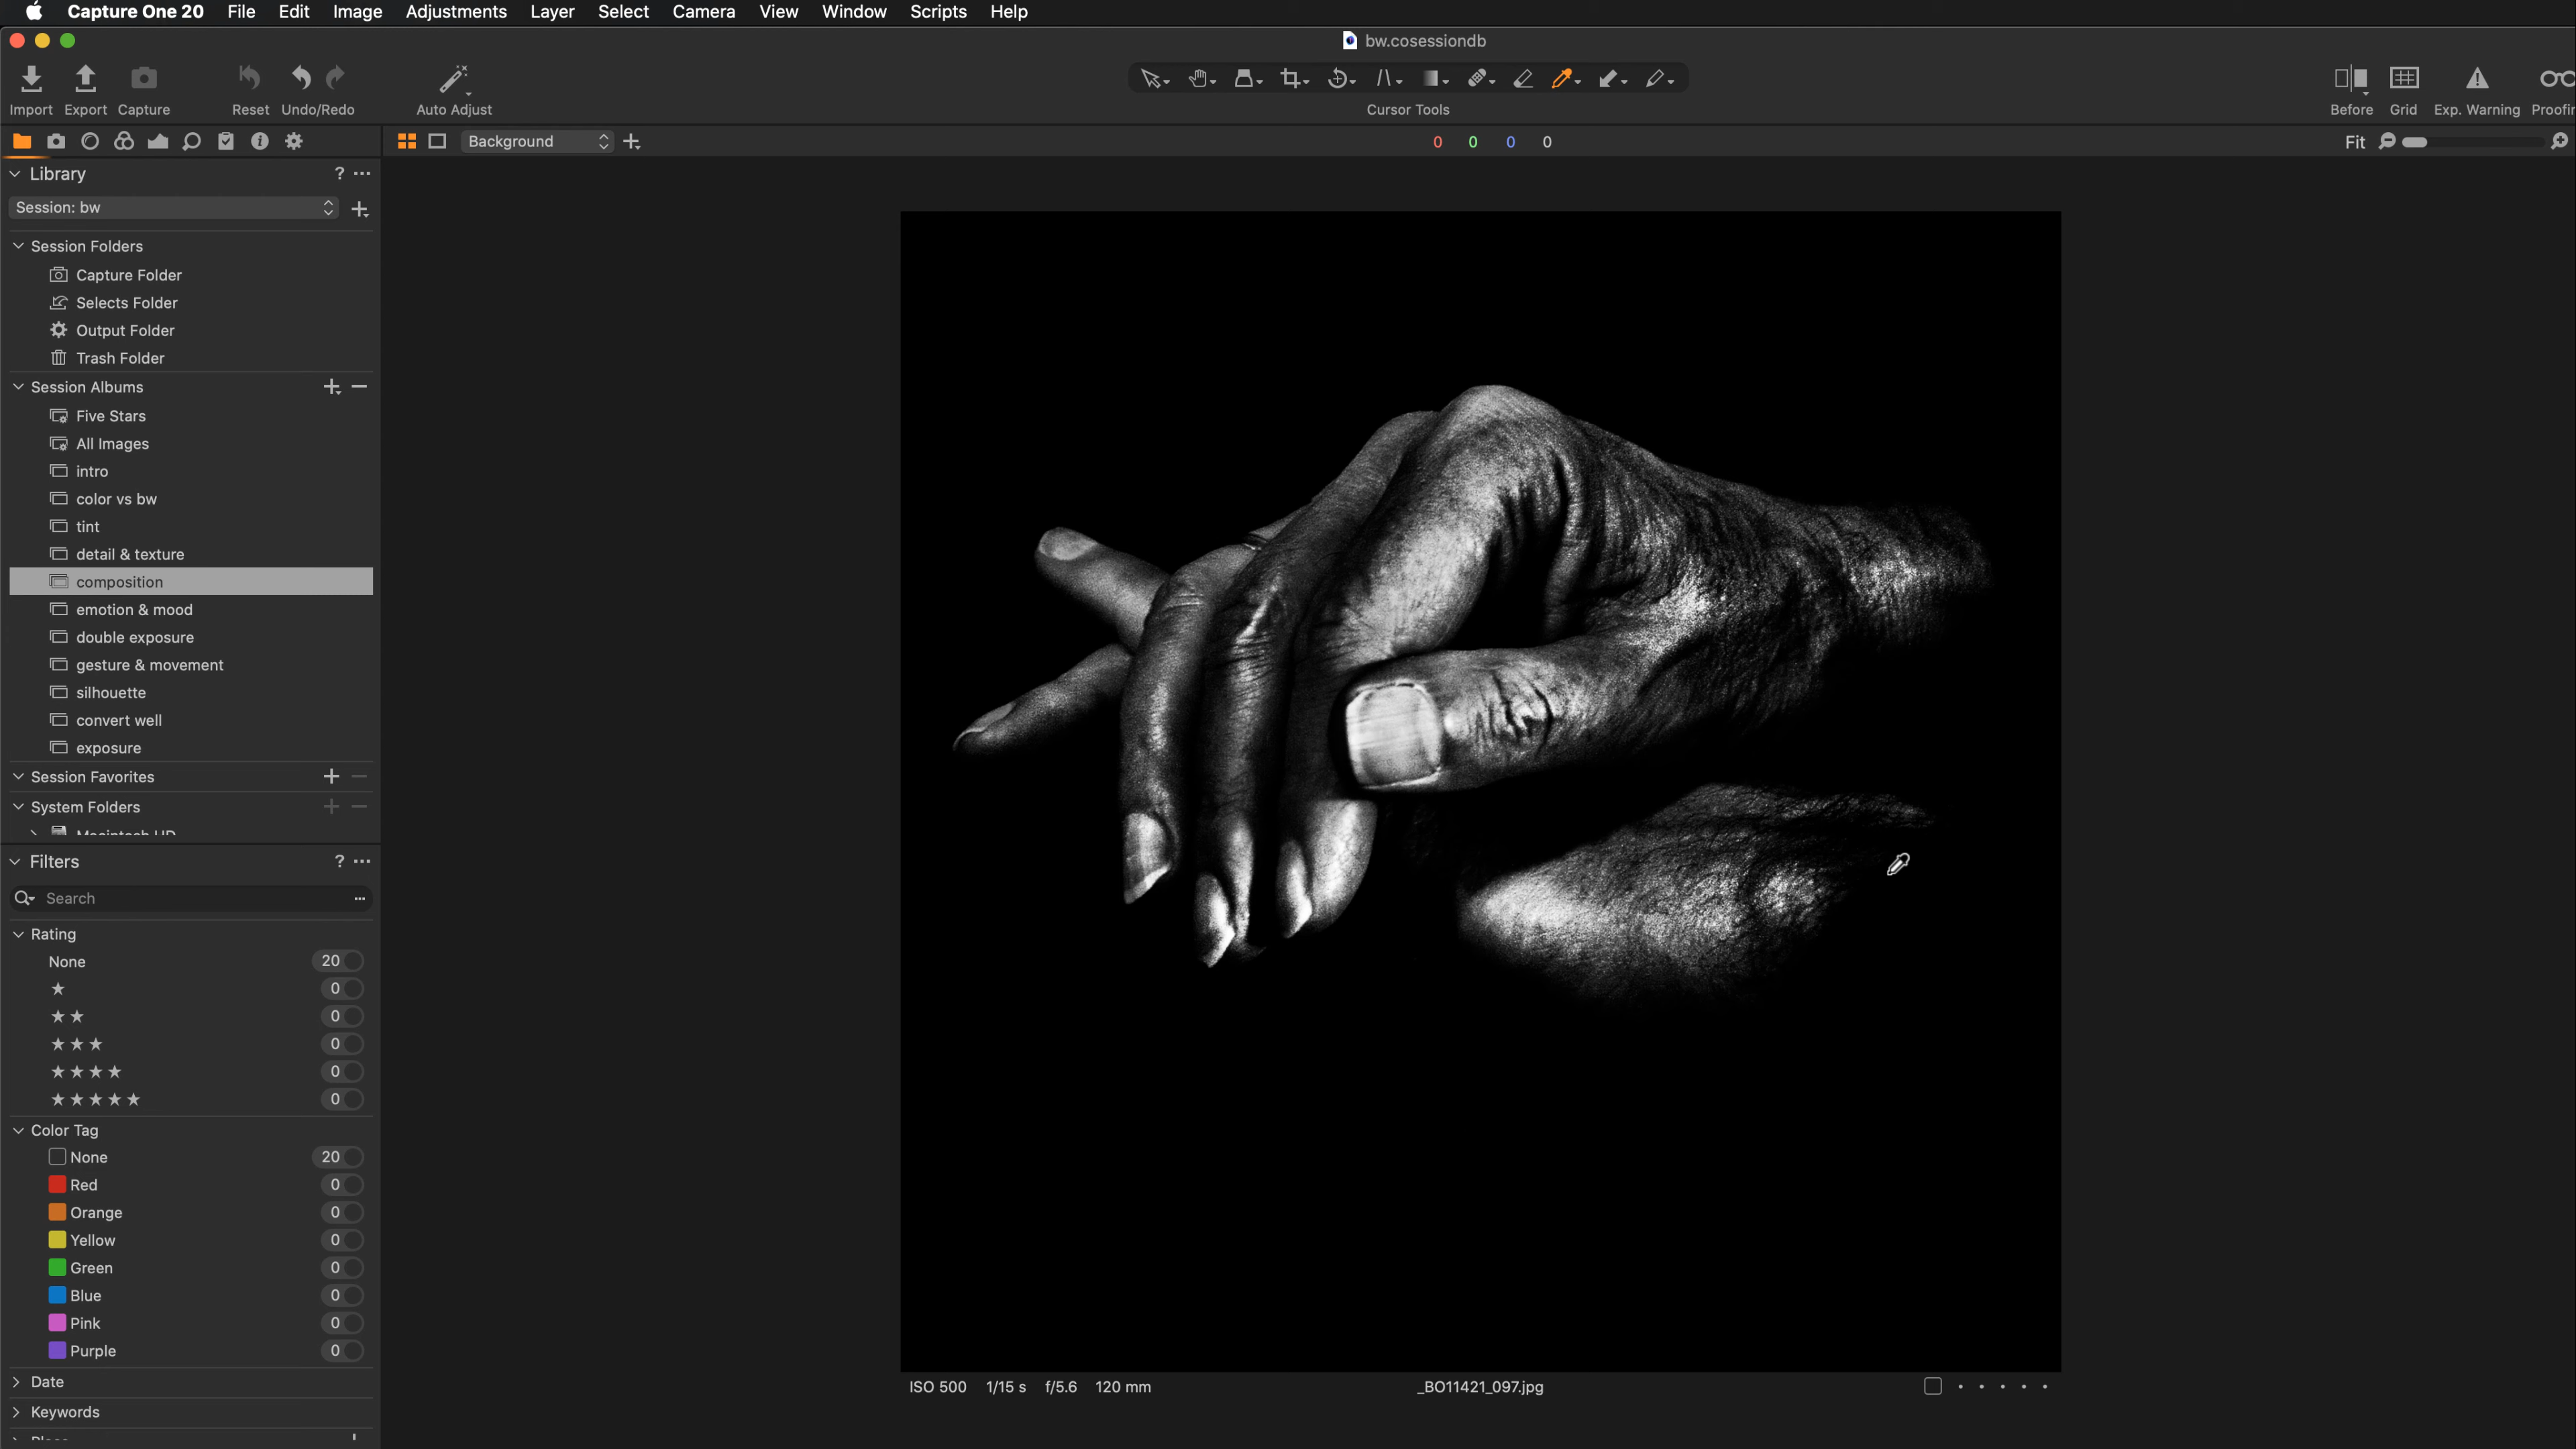 Capture One 20 File Edit Image Adjustments Layer Select Camera View Window Scripts Help
bw.cosessiondb
Import Export Capture Reset Undo/Redo Auto Adjust Cursor Tools Before Grid Exp. Warning
Background 0 0 0 0 Fit
Library ?
Session: bw
Session Folders
Capture Folder
Selects Folder
Output Folder
Trash Folder
Session Albums
Five Stars
All Images
intro
color vs bw
tint
detail & texture
composition
emotion & mood
double exposure
gesture & movement
silhouette
convert well
exposure
Session Favorites
System Folders
Filters ?
Search
Rating
None 20
★ 0
★★ 0
★★★ 0
★★★★ 0
★★★★★ 0
Color Tag
None 20
Red 0
Orange 0
Yellow 0
Green 0
Blue 0
Pink 0
Purple 0
Date
Keywords
ISO 500 1/15 s f/5.6 120 mm _BO11421_097.jpg